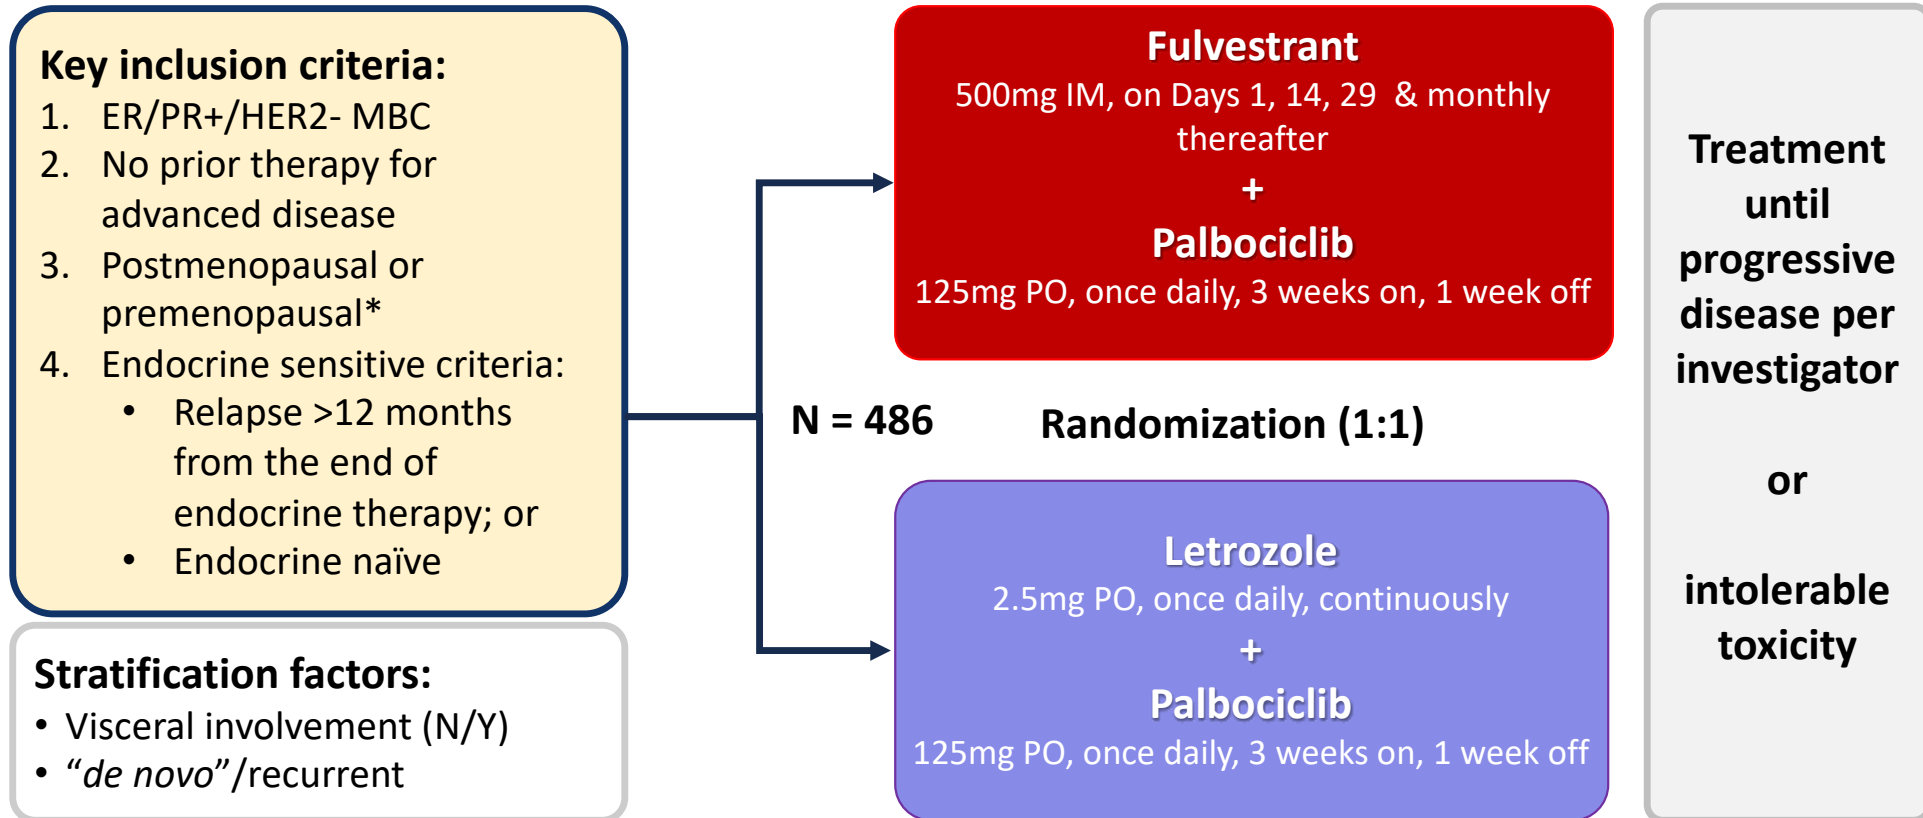 Key inclusion criteria:
1. ER/PR+/HER2- MBC
2. No prior therapy for
advanced disease
3. Postmenopausal or
premenopausal*
4. Endocrine sensitive criteria:
• Relapse >12 months
from the end of
endocrine therapy; or
• Endocrine naïve
Stratification factors:
• Visceral involvement (N/Y)
• “de novo”/recurrent
N = 486
Randomization (1:1)
Fulvestrant
500mg IM, on Days 1, 14, 29 & monthly
thereafter
+
Palbociclib
125mg PO, once daily, 3 weeks on, 1 week off
Letrozole
2.5mg PO, once daily, continuously
+
Palbociclib
125mg PO, once daily, 3 weeks on, 1 week off
Treatment
until
progressive
disease per
investigator
or
intolerable
toxicity